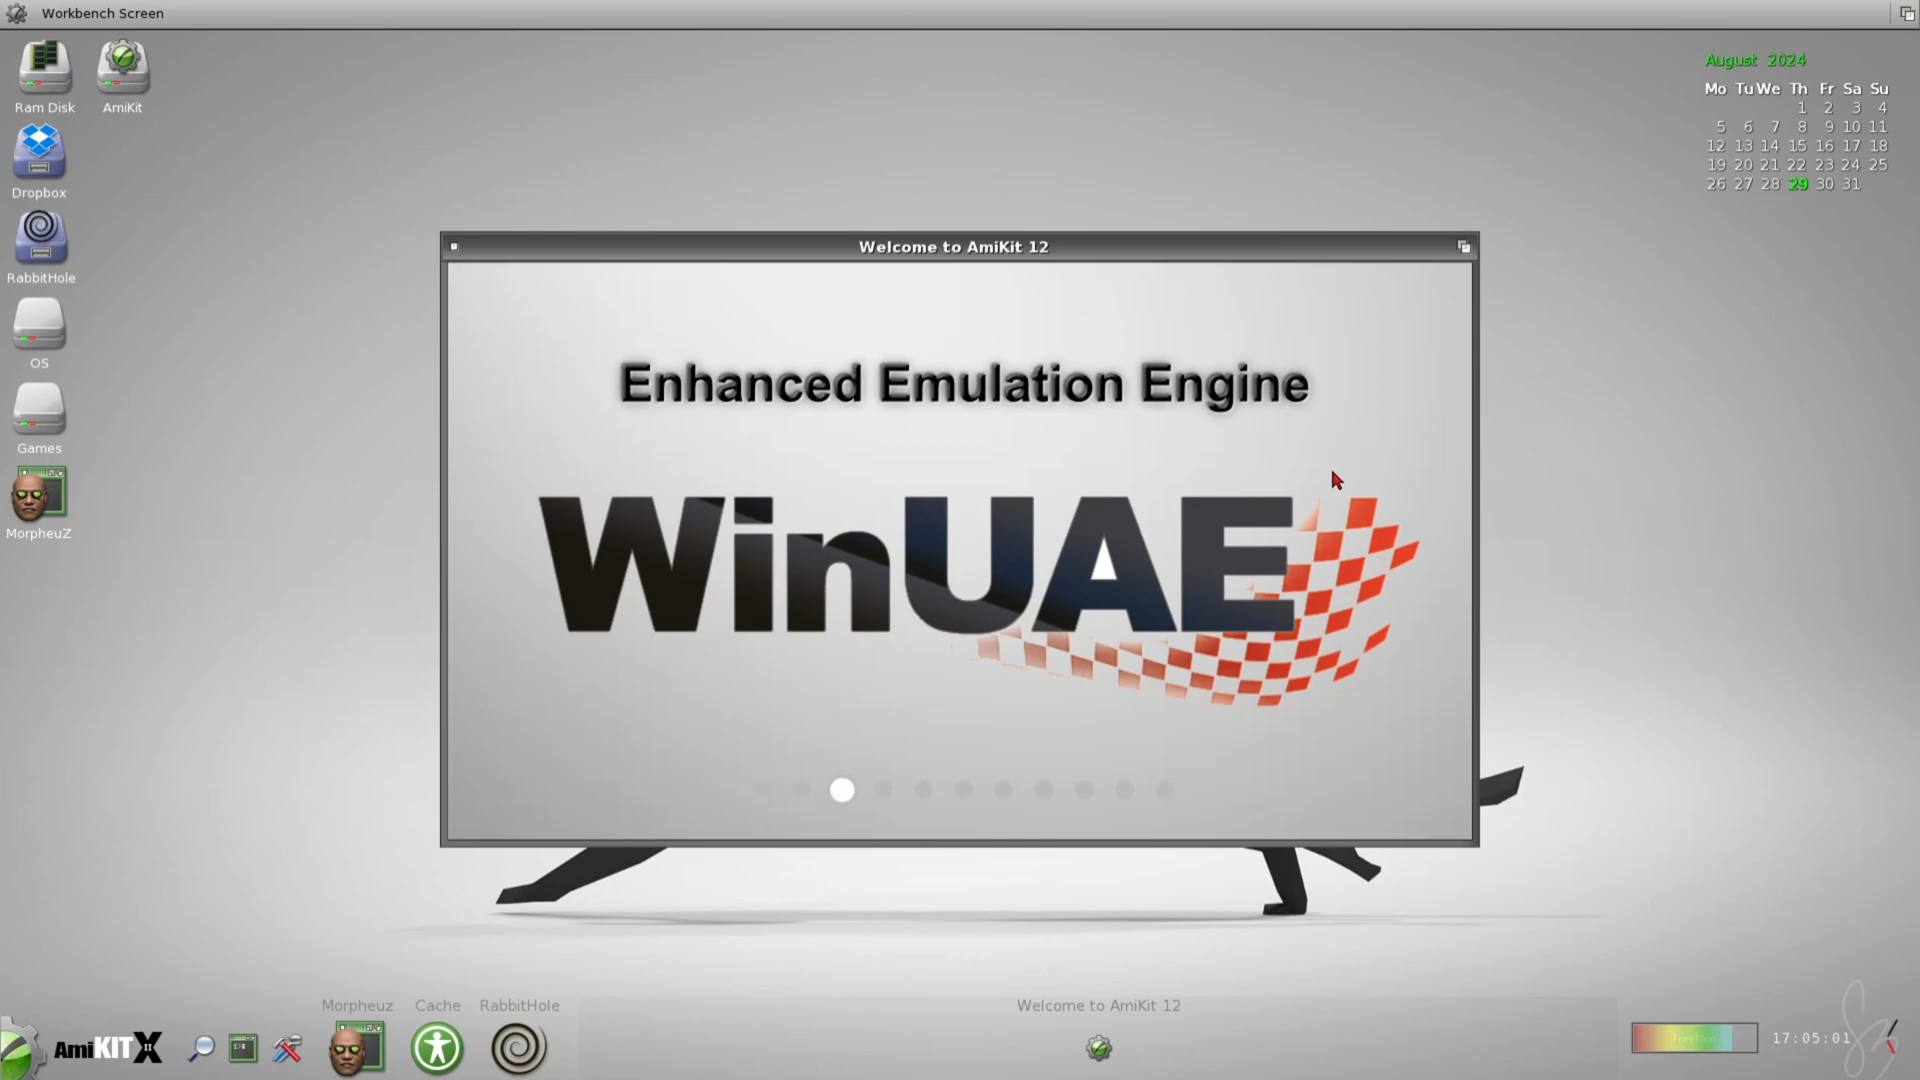 Workbench Screen
Ram Disk
AmiKit
Dropbox
RabbitHole
OS
Games
MorpheuZ
August 2024
Mo Tu We Th Fr Sa Su
1 2 3 4
5 6 7 8 9 10 11
12 13 14 15 16 17 18
19 20 21 22 23 24 25
26 27 28 29 30 31
Welcome to AmiKit 12
Enhanced Emulation Engine
WinUAE
Morpheuz
Cache
RabbitHole
Welcome to AmiKit 12
AmiKIT X
17:05:01